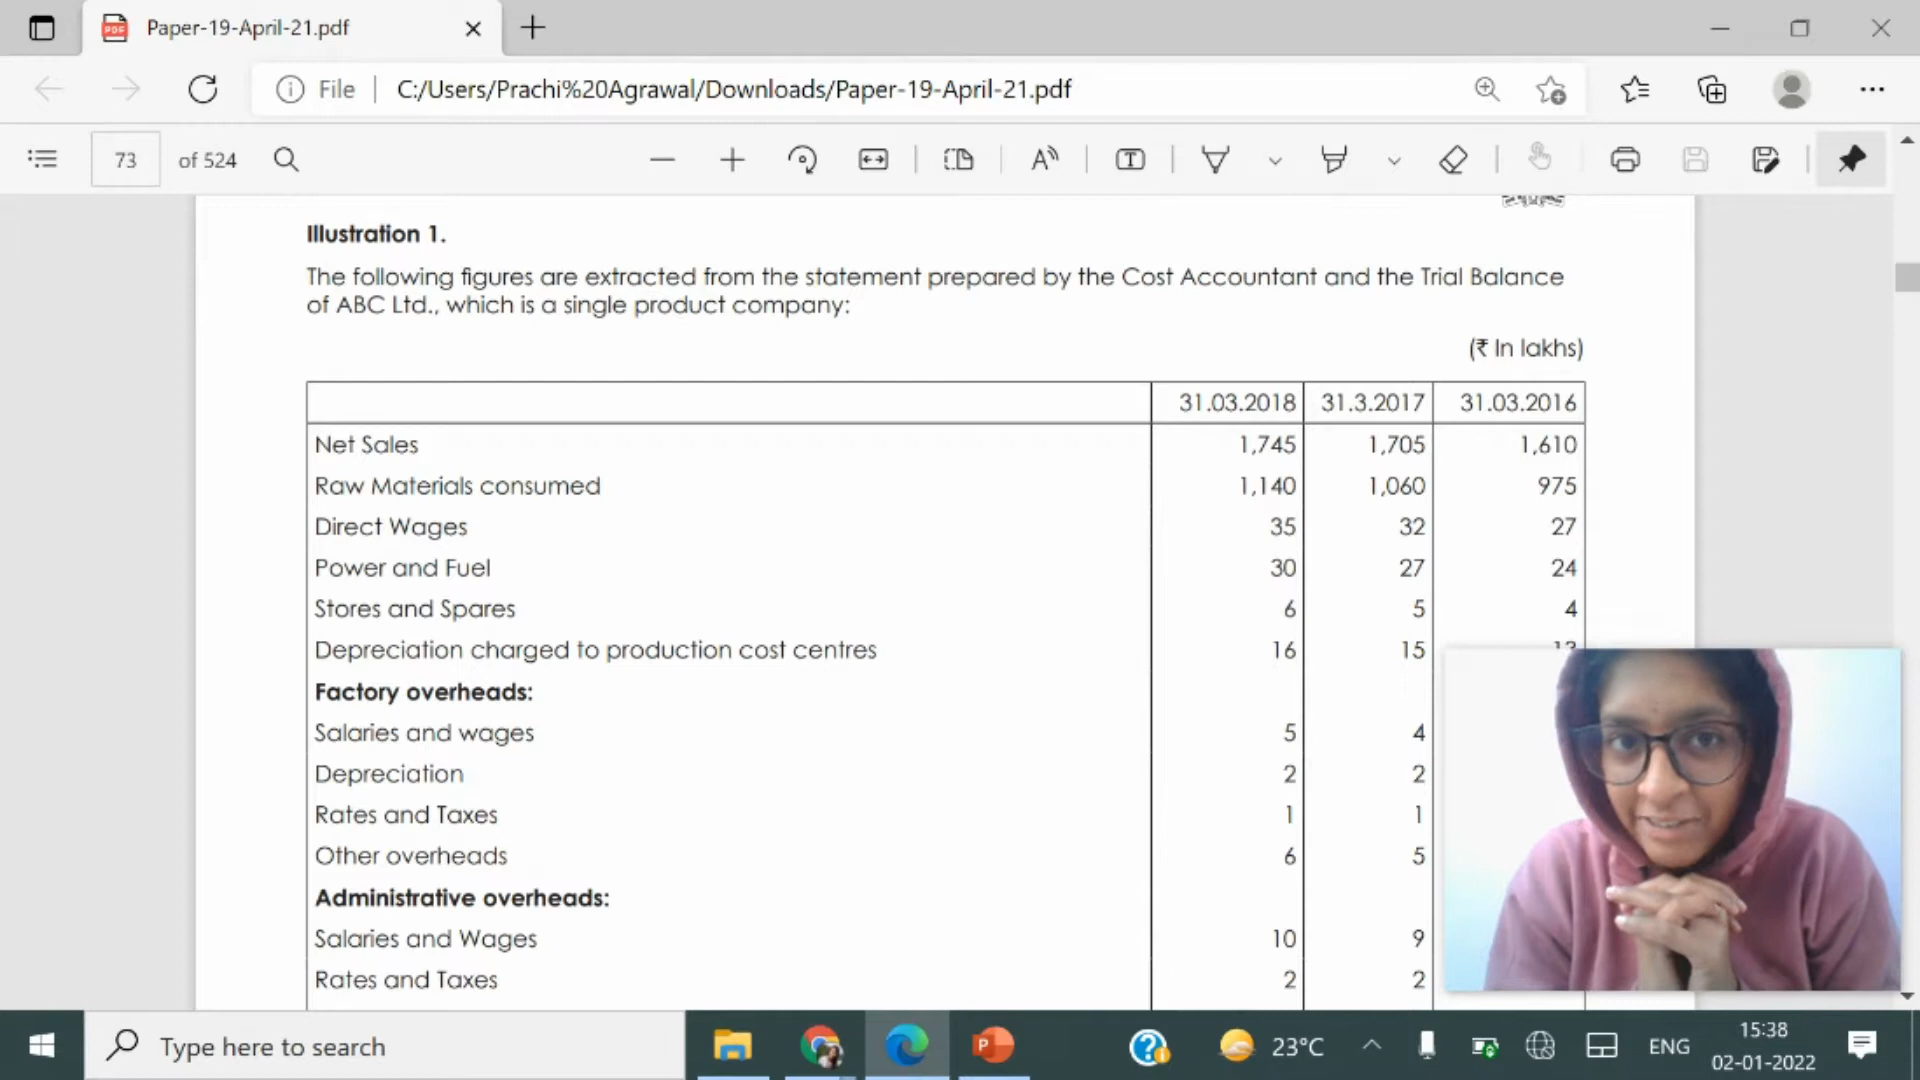 Paper-19-April-21.pdf
File C:/Users/Prachi%20Agrawal/Downloads/Paper-19-April-21.pdf
73 of 524
Illustration 1.
The following figures are extracted from the statement prepared by the Cost Accountant and the Trial Balance
of ABC Ltd., which is a single product company:
(₹ In lakhs)
31.03.2018 31.3.2017 31.03.2016
Net Sales 1,745 1,705 1,610
Raw Materials consumed 1,140 1,060 975
Direct Wages 35 32 27
Power and Fuel 30 27 24
Stores and Spares 6 5 4
Depreciation charged to production cost centres 16 15
Factory overheads:
Salaries and wages 5 4
Depreciation 2 2
Rates and Taxes 1 1
Other overheads 6 5
Administrative overheads:
Salaries and Wages 10 9
Rates and Taxes 2 2
Type here to search
23°C
ENG
15:38
02-01-2022